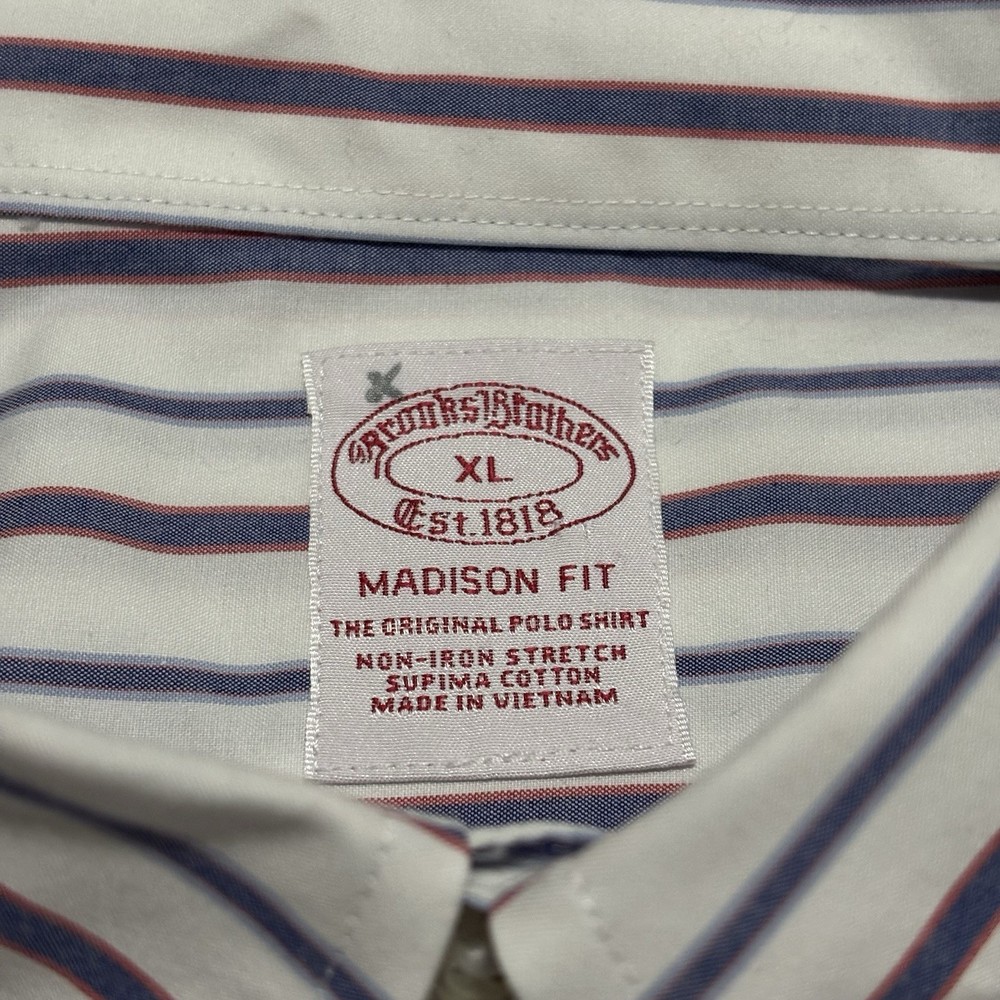 Brooks Brothers
XL
Est. 1818
MADISON FIT
THE ORIGINAL POLO SHIRT
NON-IRON STRETCH
SUPIMA COTTON
MADE IN VIETNAM